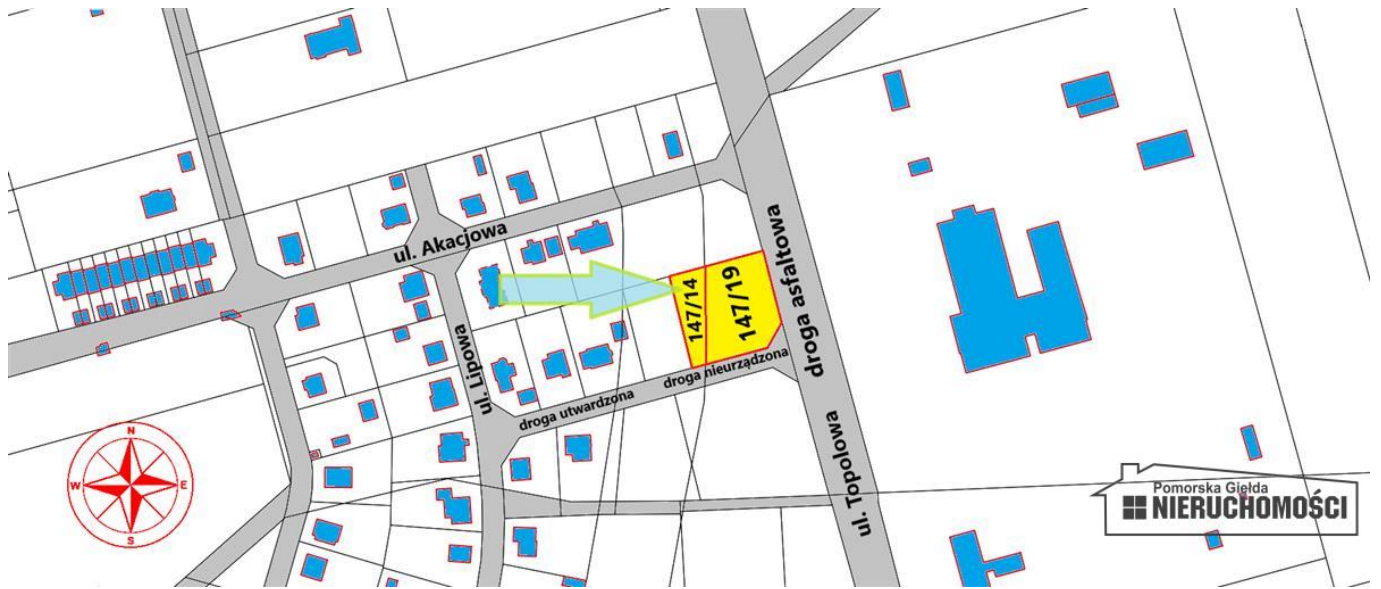 ul. Akacjowa
ul. Lipowa
147/14
147/19
droga asfaltowa
droga nieurządzona
droga utwardzona
ul. Topolowa
N
W
E
S
Pomorska Giełda
NIERUCHOMOŚCI